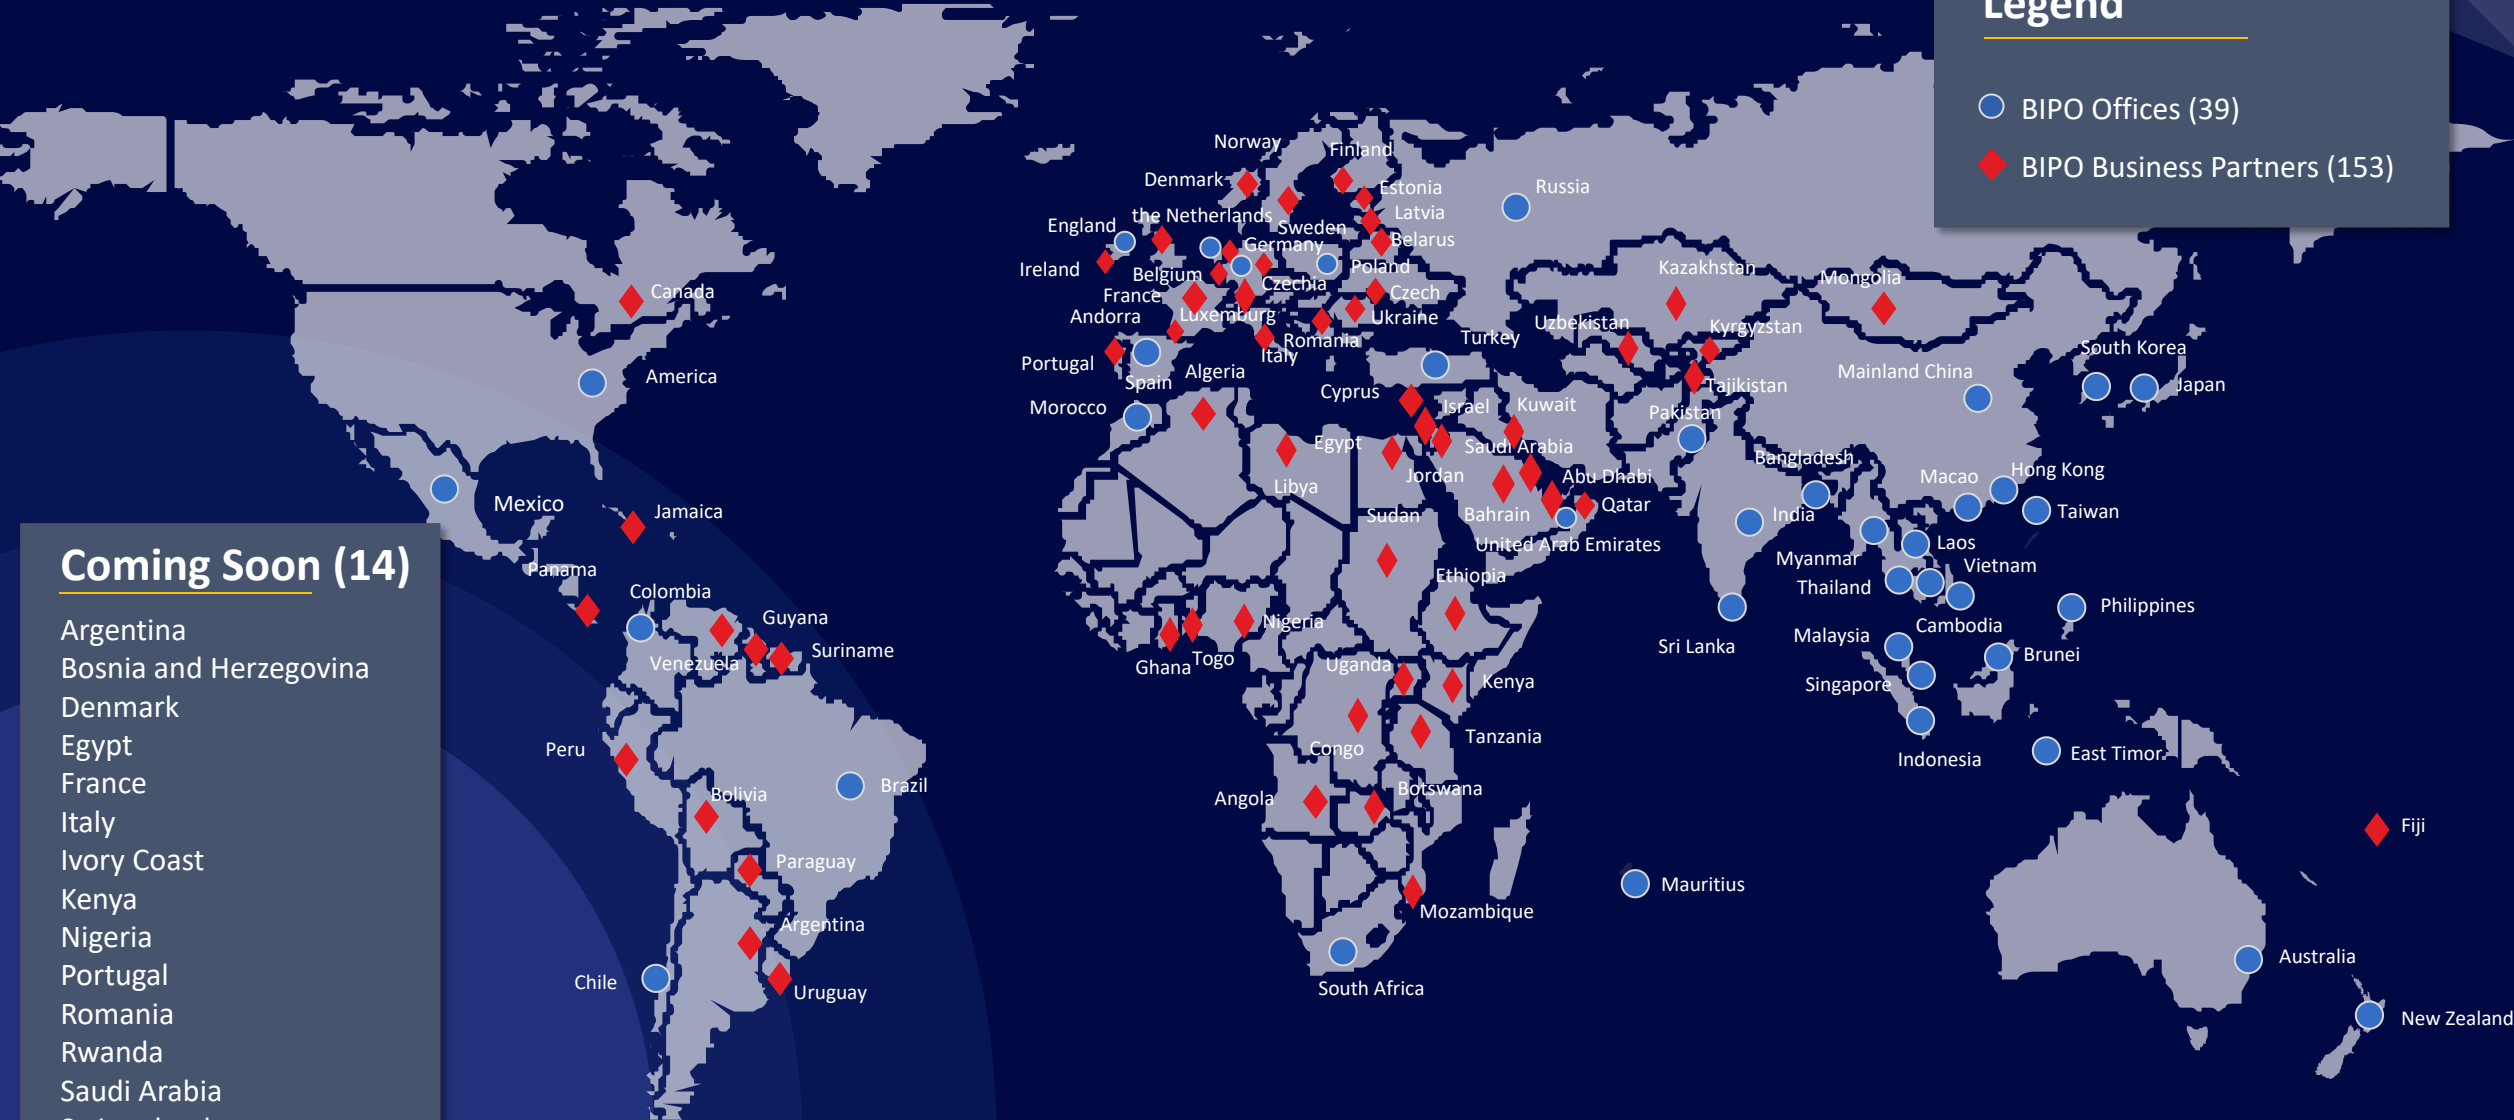 Legend
BIPO Offices (39)
BIPO Business Partners (153)
Norway
Finland
Denmark
Estonia
Russia
the Netherlands
Latvia
England
Sweden
Belarus
Germany
Ireland
Belgium
Poland
Kazakhstan
Mongolia
Canada
France
Czechia
Czech
Andorra
Luxemburg
Ukraine
Uzbekistan
Kyrgyzstan
Portugal
Romania
Italy
Turkey
South Korea
America
Spain
Algeria
Mainland China
Japan
Cyprus
Tajikistan
Morocco
Israel
Kuwait
Pakistan
Egypt
Saudi Arabia
Bangladesh
Hong Kong
Libya
Jordan
Abu Dhabi
Macao
Mexico
Jamaica
Sudan
Bahrain
Qatar
India
Taiwan
United Arab Emirates
Laos
Myanmar
Vietnam
Panama
Ethiopia
Thailand
Colombia
Guyana
Nigeria
Philippines
Cambodia
Venezuela
Suriname
Ghana
Togo
Uganda
Sri Lanka
Malaysia
Brunei
Kenya
Singapore
Peru
Congo
Tanzania
Indonesia
East Timor
Bolivia
Brazil
Angola
Botswana
Fiji
Paraguay
Mauritius
Argentina
Mozambique
Chile
Uruguay
South Africa
Australia
New Zealand
Coming Soon (14)
Argentina
Bosnia and Herzegovina
Denmark
Egypt
France
Italy
Ivory Coast
Kenya
Nigeria
Portugal
Romania
Rwanda
Saudi Arabia